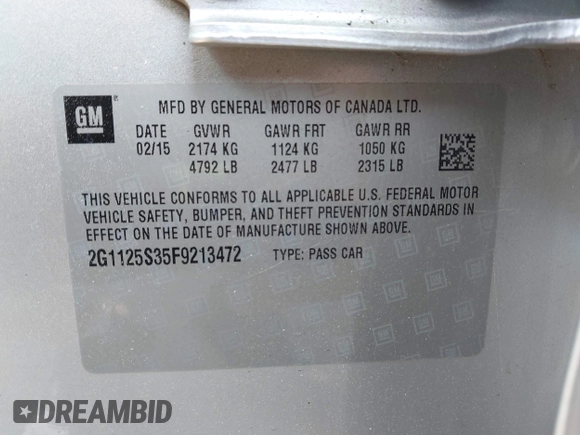 GM
MFD BY GENERAL MOTORS OF CANADA LTD.
DATE GVWR GAWR FRT GAWR RR
02/15 2174 KG 1124 KG 1050 KG
4792 LB 2477 LB 2315 LB
THIS VEHICLE CONFORMS TO ALL APPLICABLE U.S. FEDERAL MOTOR
VEHICLE SAFETY, BUMPER, AND THEFT PREVENTION STANDARDS IN
EFFECT ON THE DATE OF MANUFACTURE SHOWN ABOVE.
2G1125S35F9213472 TYPE: PASS CAR
DREAMBID